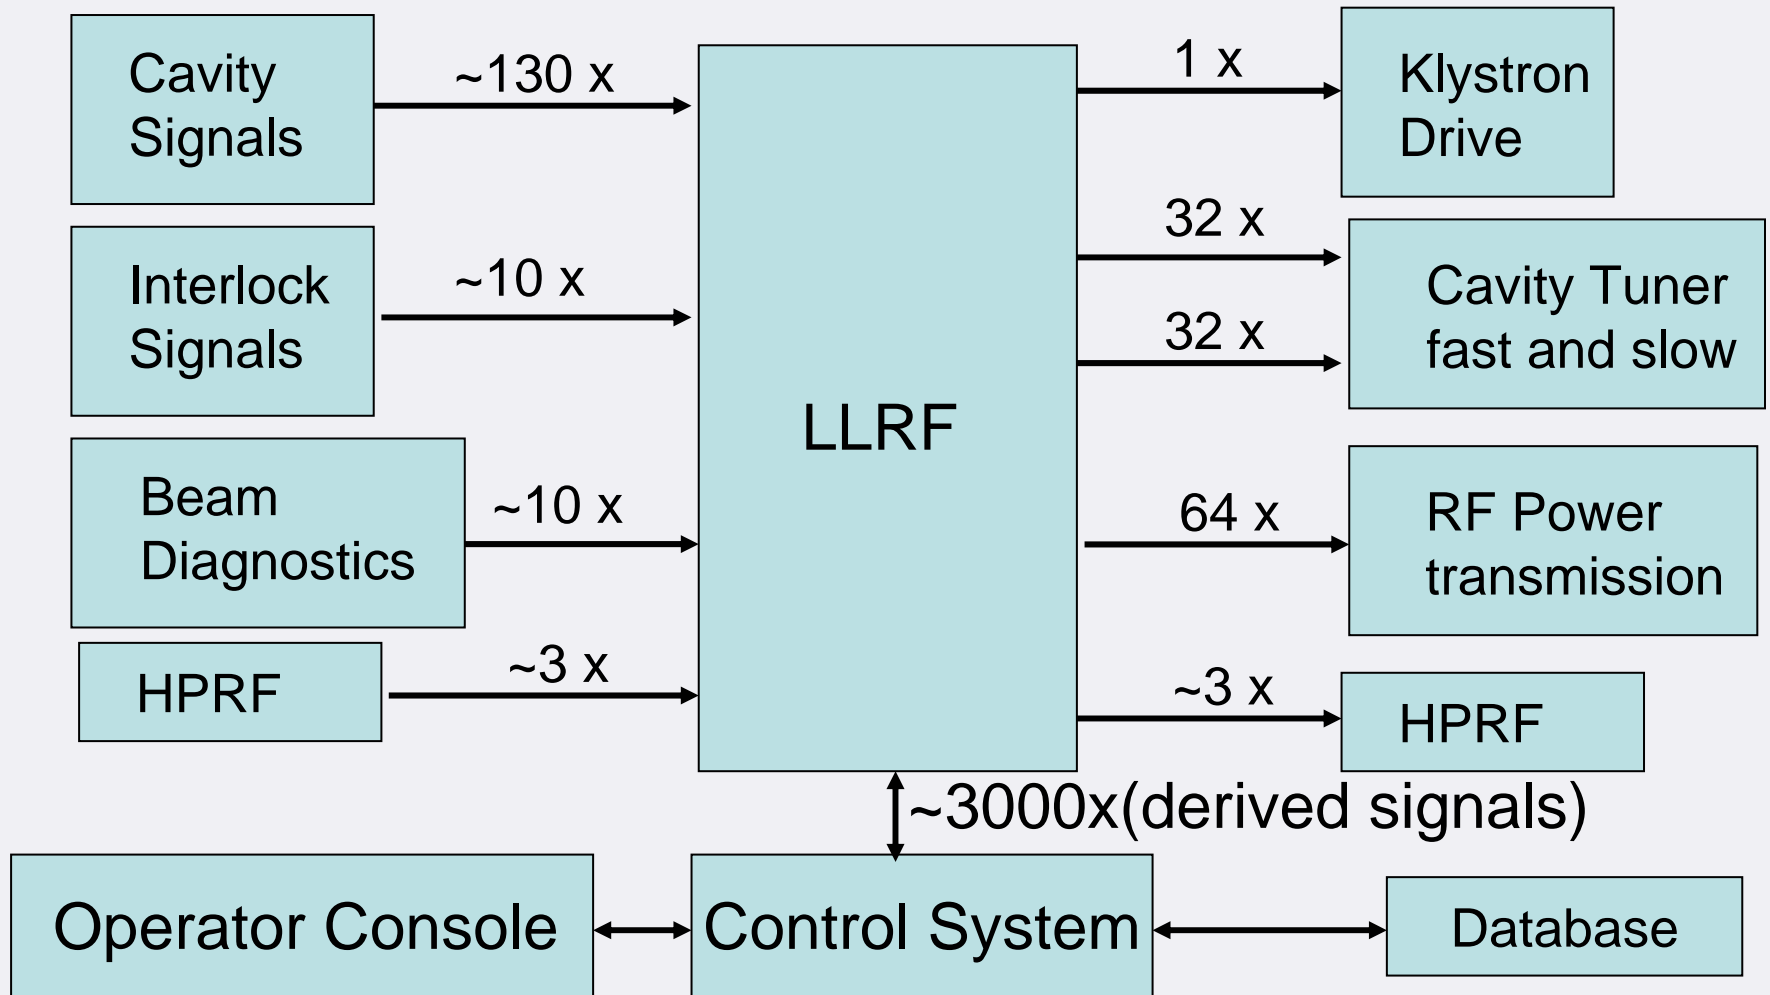 Cavity
Signals
~130 x
1 x
Klystron
Drive
Interlock
Signals
~10 x
32 x
32 x
Cavity Tuner
fast and slow
LLRF
Beam
Diagnostics
~10 x
64 x
RF Power
transmission
HPRF
~3 x
~3 x
HPRF
~3000x(derived signals)
Operator Console
Control System
Database